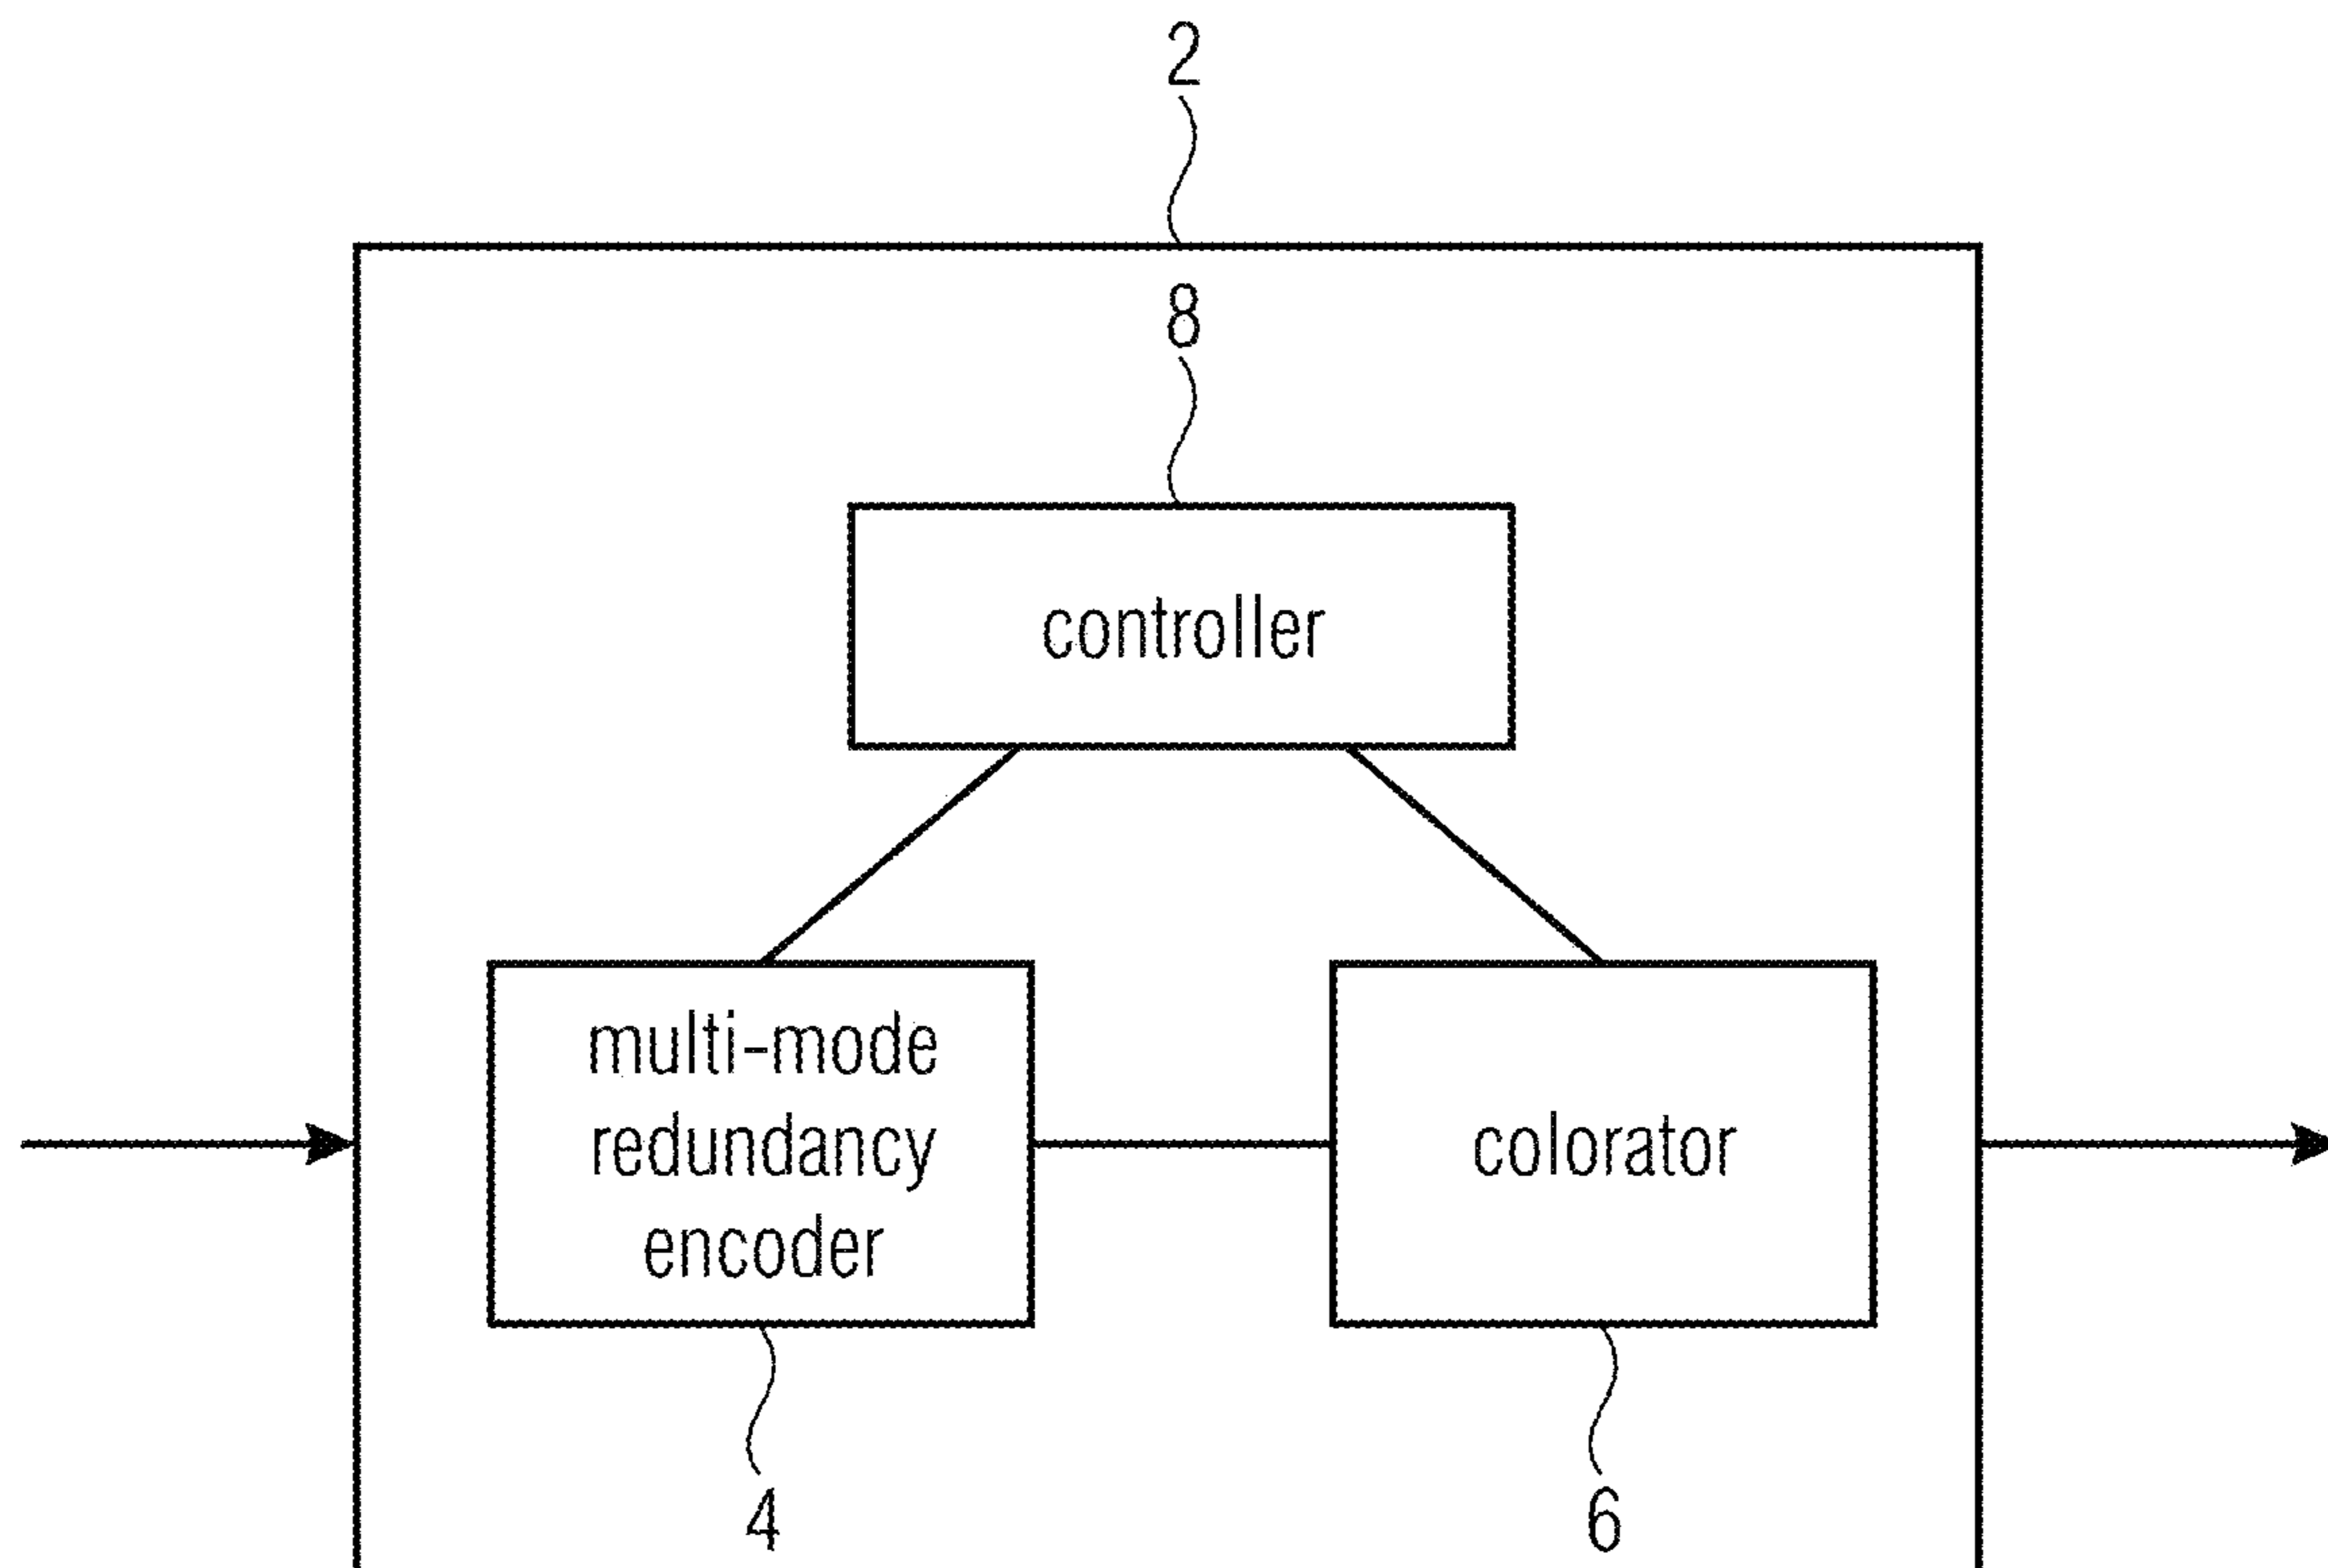 2
8
controller
multi-mode
redundancy
encoder
colorator
4
6